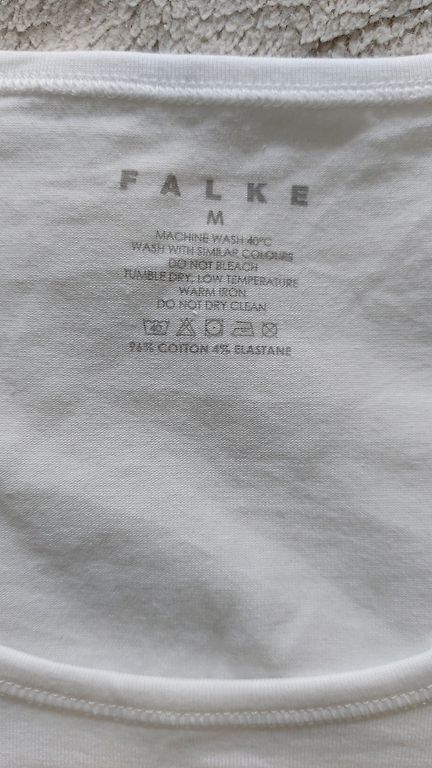 FALKE
M
MACHINE WASH 40°C
WASH WITH SIMILAR COLOURS
DO NOT BLEACH
TUMBLE DRY, LOW TEMPERATURE
WARM IRON
DO NOT DRY CLEAN
40
96% COTTON 4% ELASTANE